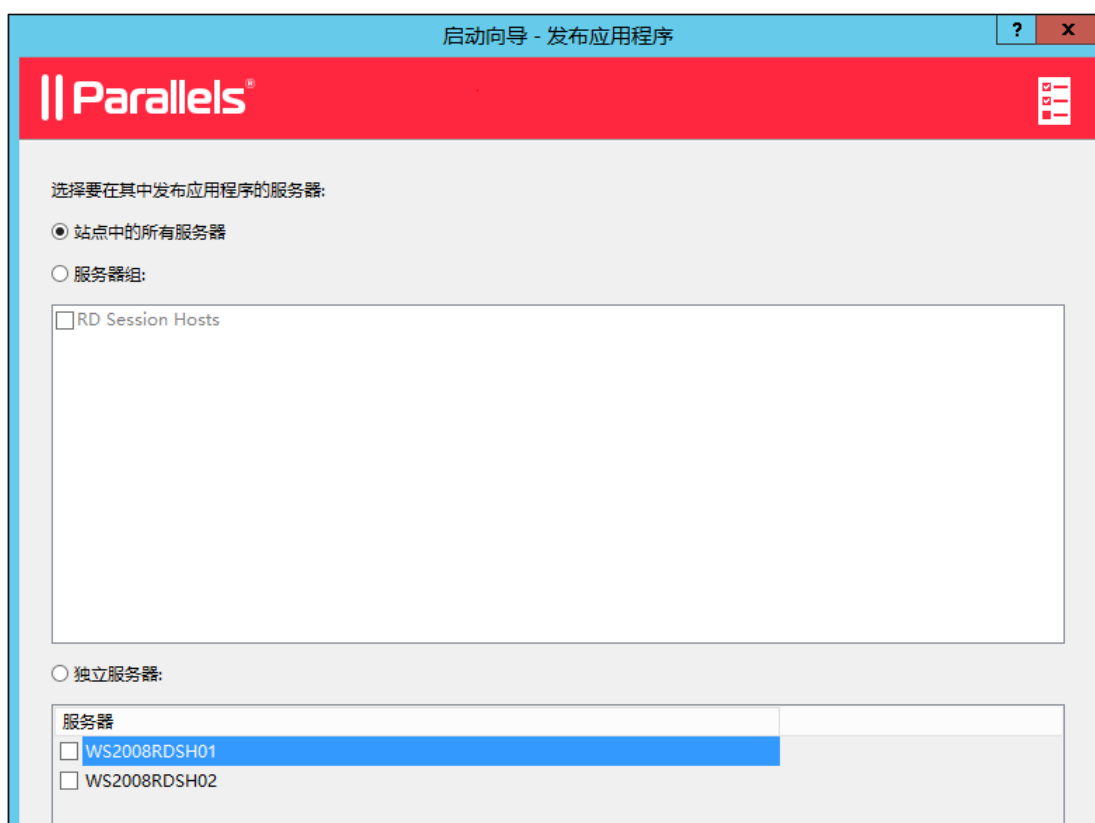 启动向导 - 发布应用程序
? x
Parallels®
选择要在其中发布应用程序的服务器:
站点中的所有服务器
服务器组:
RD Session Hosts
独立服务器:
服务器
WS2008RDSH01
WS2008RDSH02